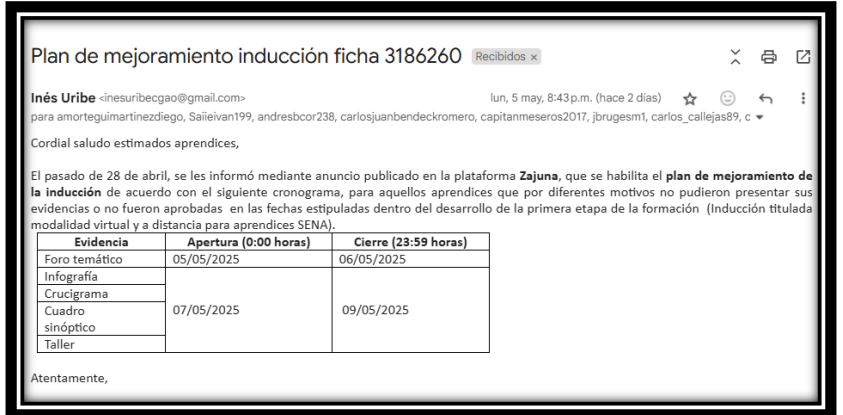 Plan de mejoramiento inducción ficha 3186260 Recibidos x
Inés Uribe <inesuribecgao@gmail.com> lun, 5 may, 8:43 p.m. (hace 2 días)
para amorteguimartinezdiego, Saiieivan199, andresbcor238, carlosjuanbendeckromero, capitanmeseros2017, jbrugesm1, carlos_callejas89, c
Cordial saludo estimados aprendices,
El pasado de 28 de abril, se les informó mediante anuncio publicado en la plataforma Zajuna, que se habilita el plan de mejoramiento de
la inducción de acuerdo con el siguiente cronograma, para aquellos aprendices que por diferentes motivos no pudieron presentar sus
evidencias o no fueron aprobadas en las fechas estipuladas dentro del desarrollo de la primera etapa de la formación (Inducción titulada
modalidad virtual y a distancia para aprendices SENA).
Evidencia Apertura (0:00 horas) Cierre (23:59 horas)
Foro temático 05/05/2025 06/05/2025
Infografía
Crucigrama
Cuadro 07/05/2025 09/05/2025
sinóptico
Taller
Atentamente,